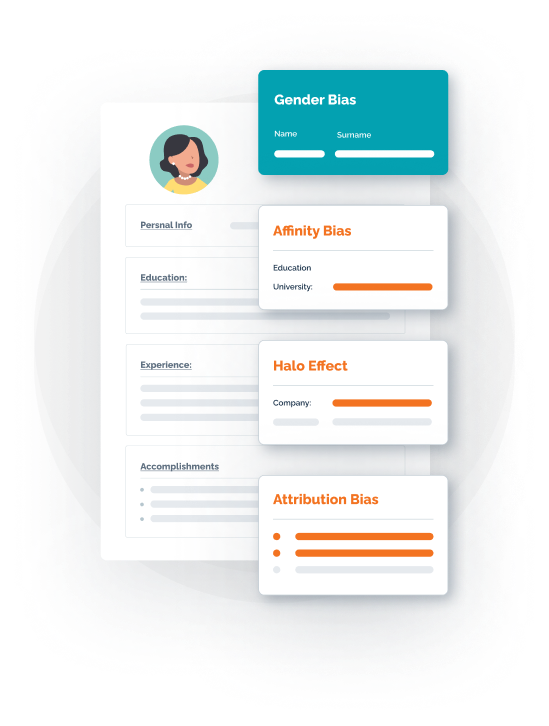 Gender Bias
Name
Surname
Persnal Info
Affinity Bias
Education
University:
Education:
Halo Effect
Experience:
Company:
Accomplishments
Attribution Bias